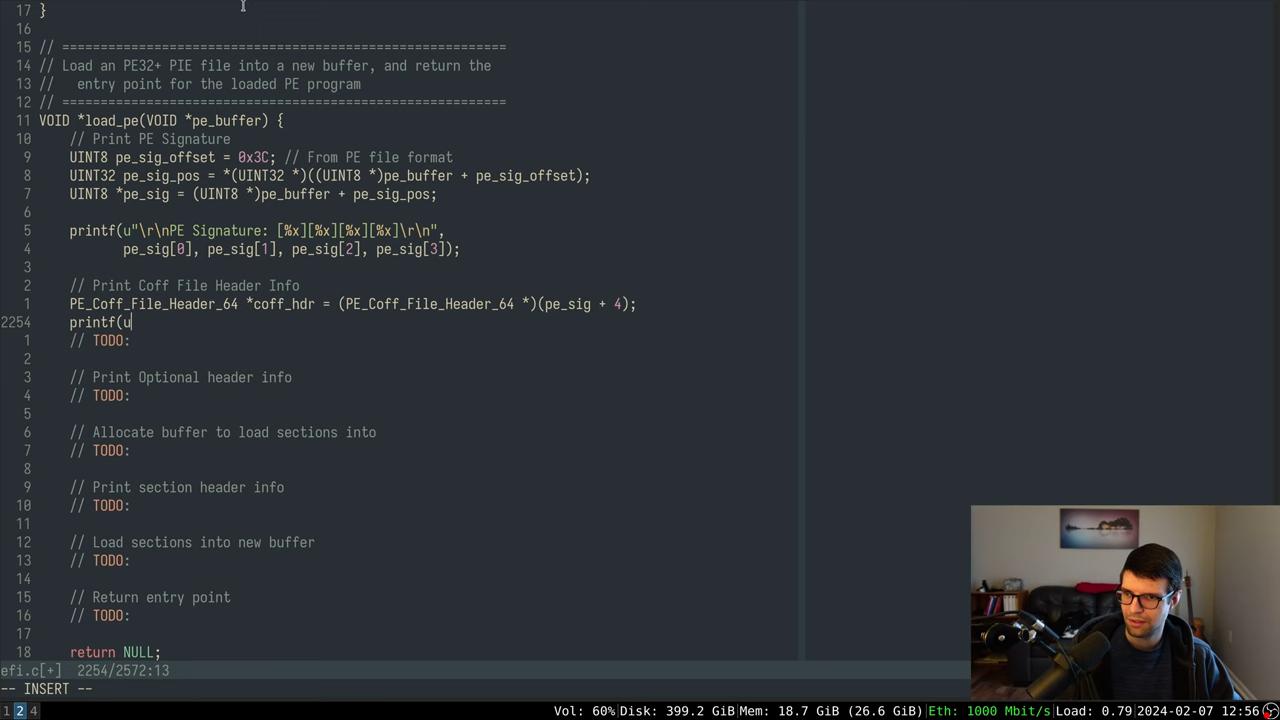 17 }
16
15 // ==========================================================
14 // Load an PE32+ PIE file into a new buffer, and return the
13 //   entry point for the loaded PE program
12 // ==========================================================
11 VOID *load_pe(VOID *pe_buffer) {
10     // Print PE Signature
9     UINT8 pe_sig_offset = 0x3C; // From PE file format
8     UINT32 pe_sig_pos = *(UINT32 *)((UINT8 *)pe_buffer + pe_sig_offset);
7     UINT8 *pe_sig = (UINT8 *)pe_buffer + pe_sig_pos;
6
5     printf(u"\r\nPE Signature: [%x][%x][%x][%x]\r\n",
4            pe_sig[0], pe_sig[1], pe_sig[2], pe_sig[3]);
3
2     // Print Coff File Header Info
1     PE_Coff_File_Header_64 *coff_hdr = (PE_Coff_File_Header_64 *)(pe_sig + 4);
2254     printf(u
1     // TODO:
2
3     // Print Optional header info
4     // TODO:
5
6     // Allocate buffer to load sections into
7     // TODO:
8
9     // Print section header info
10     // TODO:
11
12     // Load sections into new buffer
13     // TODO:
14
15     // Return entry point
16     // TODO:
17
18     return NULL;
efi.c[+]  2254/2572:13
-- INSERT --
1 2 4 Vol: 60%|Disk: 399.2 GiB|Mem: 18.7 GiB (26.6 GiB)|Eth: 1000 Mbit/s|Load: 0.79|2024-02-07 12:56